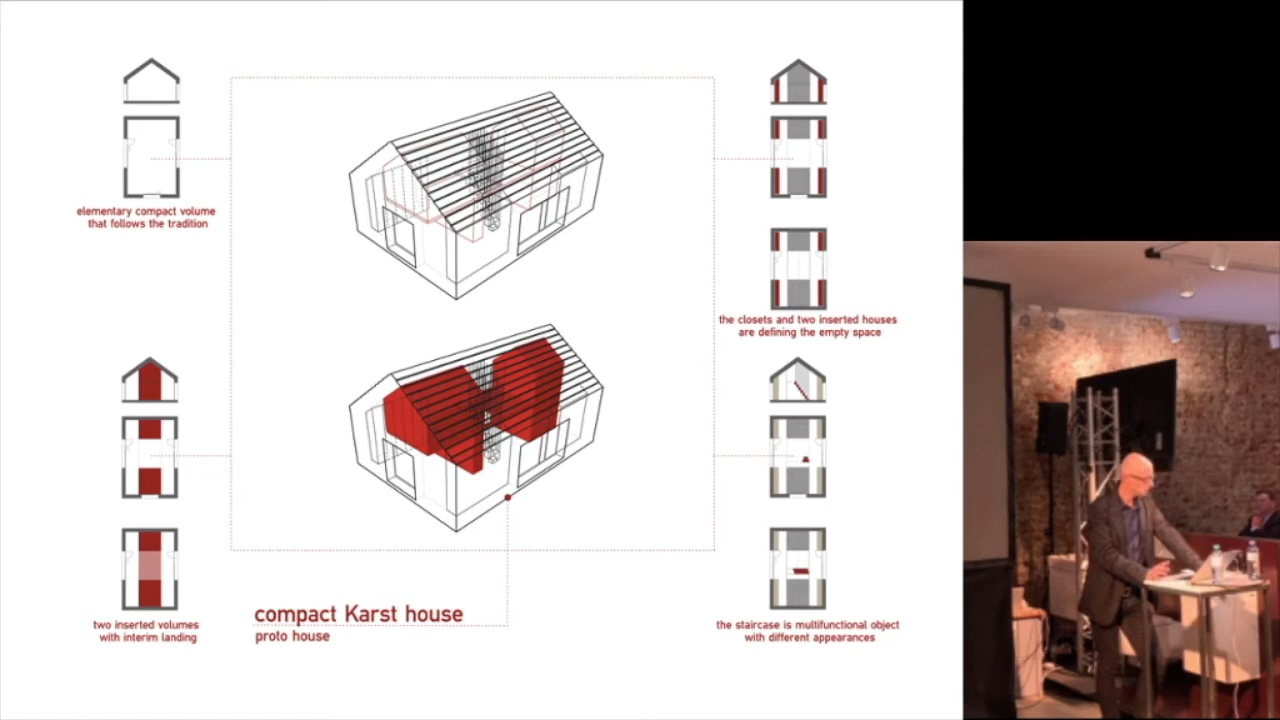 elementary compact volume
that follows the tradition
the closets and two inserted houses
are defining the empty space
two inserted volumes
with interim landing
compact Karst house
proto house
the staircase is multifunctional object
with different appearances